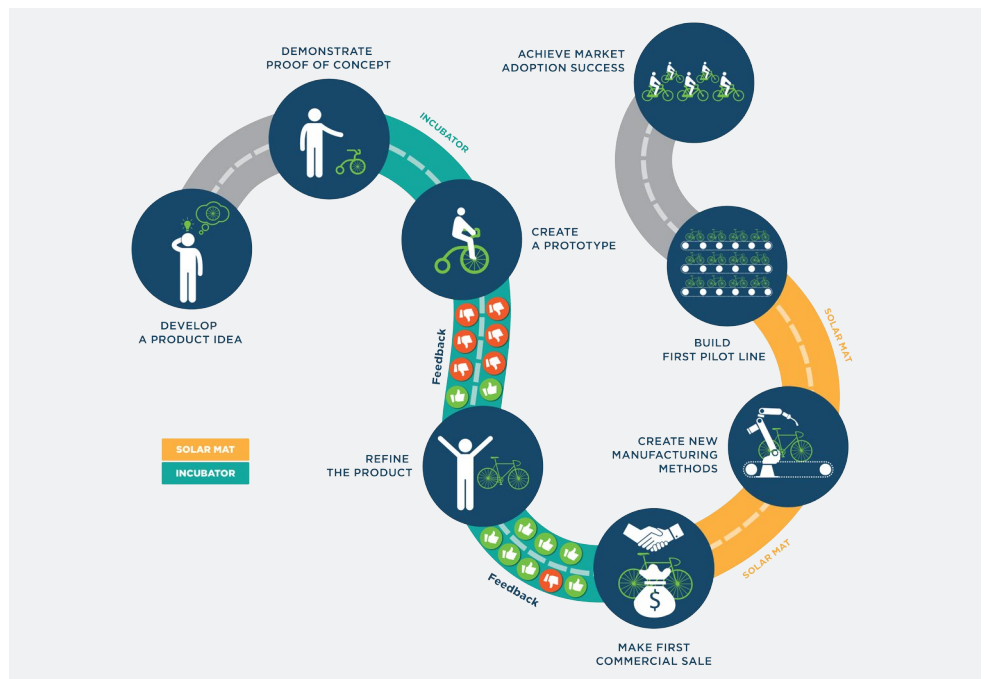 DEMONSTRATE
PROOF OF CONCEPT
INCUBATOR
DEVELOP
A PRODUCT IDEA
CREATE
A PROTOTYPE
Feedback
REFINE
THE PRODUCT
Feedback
MAKE FIRST
COMMERCIAL SALE
$
SOLAR MAT
CREATE NEW
MANUFACTURING
METHODS
SOLAR MAT
BUILD
FIRST PILOT LINE
ACHIEVE MARKET
ADOPTION SUCCESS
SOLAR MAT
INCUBATOR